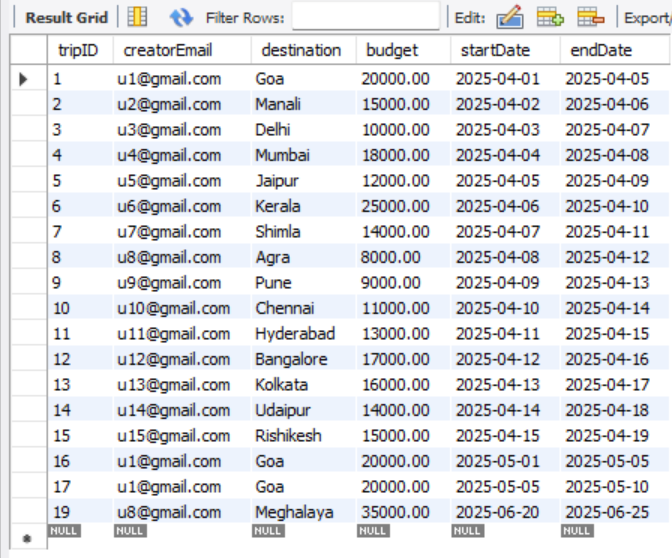 Result Grid Filter Rows: Edit: Export/
tripID creatorEmail destination budget startDate endDate
1 u1@gmail.com Goa 20000.00 2025-04-01 2025-04-05
2 u2@gmail.com Manali 15000.00 2025-04-02 2025-04-06
3 u3@gmail.com Delhi 10000.00 2025-04-03 2025-04-07
4 u4@gmail.com Mumbai 18000.00 2025-04-04 2025-04-08
5 u5@gmail.com Jaipur 12000.00 2025-04-05 2025-04-09
6 u6@gmail.com Kerala 25000.00 2025-04-06 2025-04-10
7 u7@gmail.com Shimla 14000.00 2025-04-07 2025-04-11
8 u8@gmail.com Agra 8000.00 2025-04-08 2025-04-12
9 u9@gmail.com Pune 9000.00 2025-04-09 2025-04-13
10 u10@gmail.com Chennai 11000.00 2025-04-10 2025-04-14
11 u11@gmail.com Hyderabad 13000.00 2025-04-11 2025-04-15
12 u12@gmail.com Bangalore 17000.00 2025-04-12 2025-04-16
13 u13@gmail.com Kolkata 16000.00 2025-04-13 2025-04-17
14 u14@gmail.com Udaipur 14000.00 2025-04-14 2025-04-18
15 u15@gmail.com Rishikesh 15000.00 2025-04-15 2025-04-19
16 u1@gmail.com Goa 20000.00 2025-05-01 2025-05-05
17 u1@gmail.com Goa 20000.00 2025-05-05 2025-05-10
19 u8@gmail.com Meghalaya 35000.00 2025-06-20 2025-06-25
NULL NULL NULL NULL NULL NULL